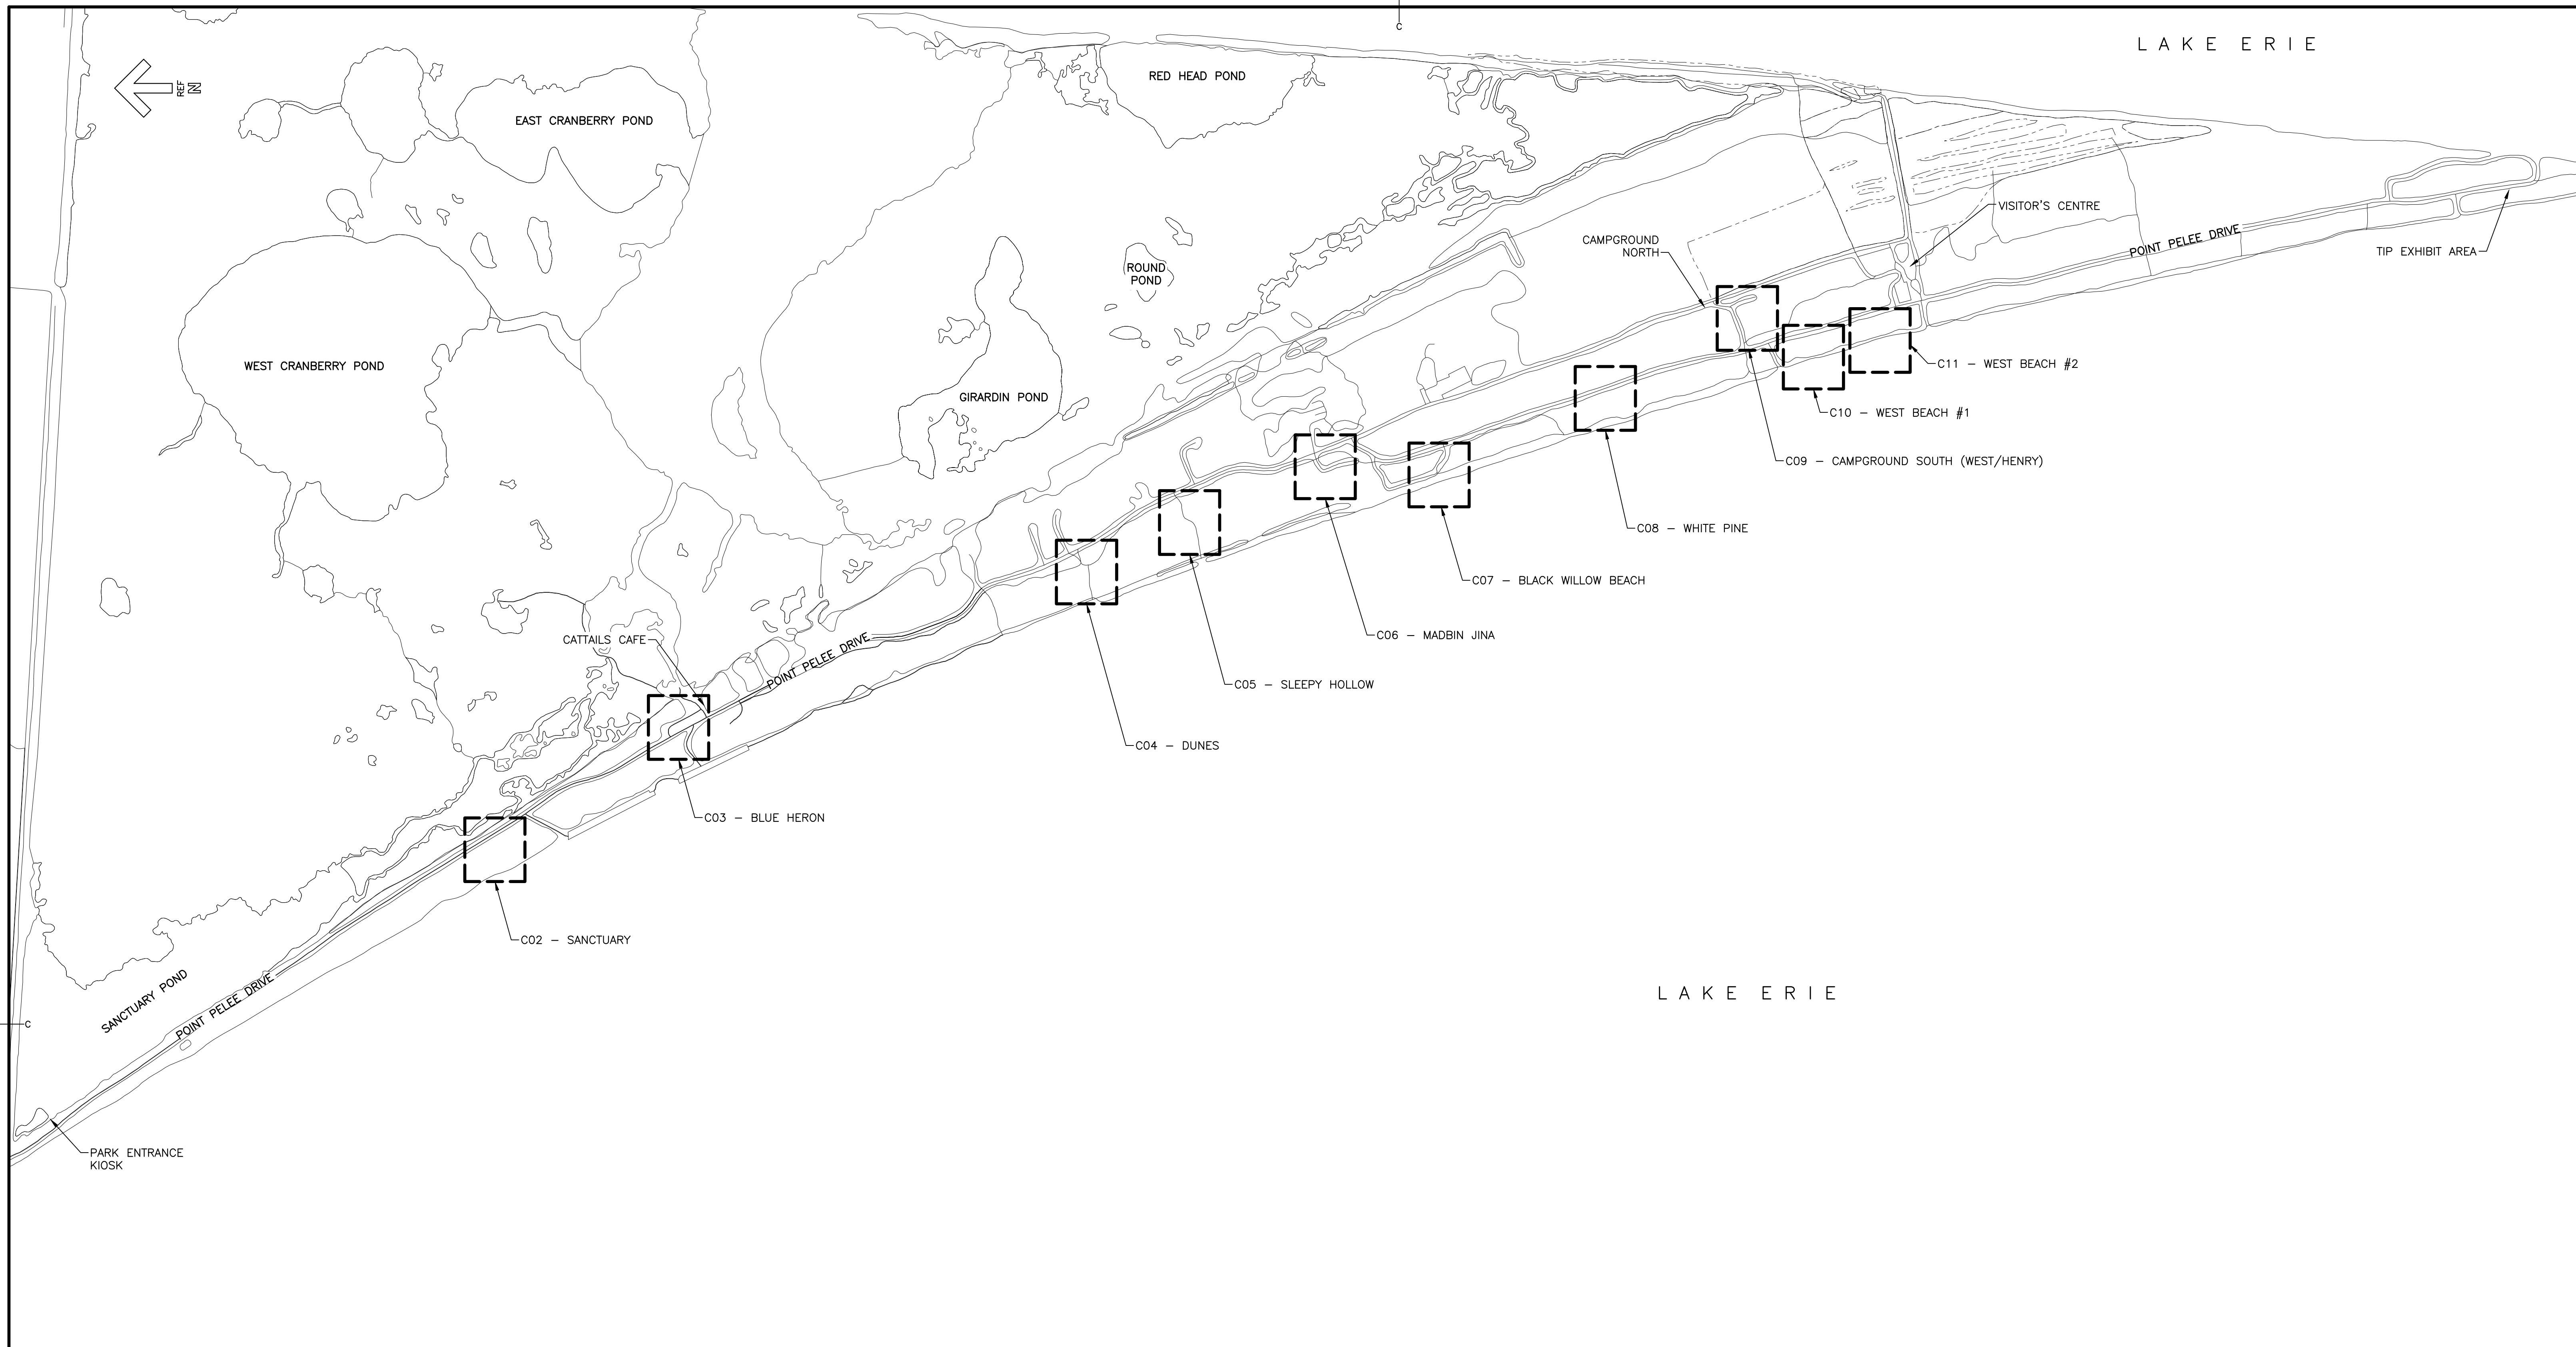 C
LAKE ERIE
REF
N
RED HEAD POND
EAST CRANBERRY POND
VISITOR'S CENTRE
CAMPGROUND
NORTH
POINT PELEE DRIVE
TIP EXHIBIT AREA
ROUND
POND
WEST CRANBERRY POND
GIRARDIN POND
C11 – WEST BEACH #2
C10 – WEST BEACH #1
C09 – CAMPGROUND SOUTH (WEST/HENRY)
C08 – WHITE PINE
C07 – BLACK WILLOW BEACH
C06 – MADBIN JINA
CATTAILS CAFE
POINT PELEE DRIVE
C05 – SLEEPY HOLLOW
C04 – DUNES
C03 – BLUE HERON
C02 – SANCTUARY
LAKE ERIE
SANCTUARY POND
POINT PELEE DRIVE
C
PARK ENTRANCE
KIOSK